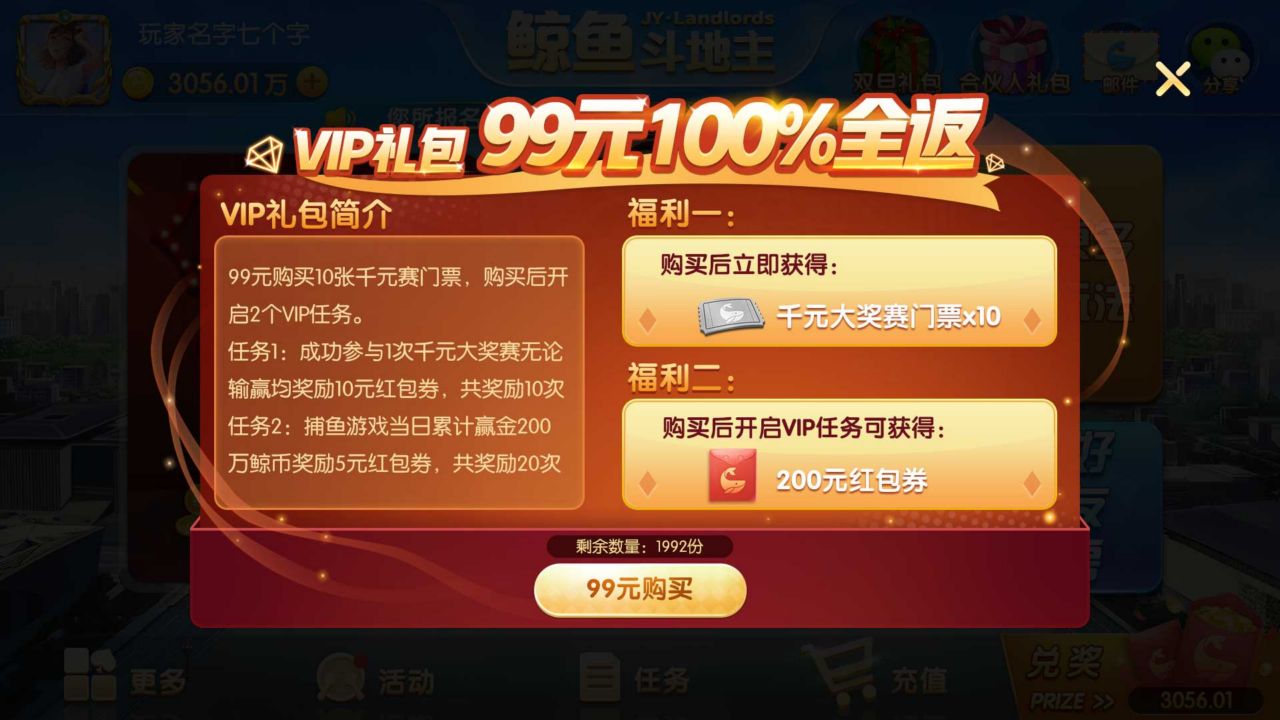 玩家名字七个字
3056.01万
鲸鱼
JY·Landlords
斗地主
双旦礼包
合伙人礼包
邮件
分享
您所报名
VIP礼包 99元100%全返
VIP礼包简介
99元购买10张千元赛门票，购买后开
启2个VIP任务。
任务1：成功参与1次千元大奖赛无论
输赢均奖励10元红包券，共奖励10次
任务2：捕鱼游戏当日累计赢金200
万鲸币奖励5元红包券，共奖励20次
福利一：
购买后立即获得：
千元大奖赛门票x10
福利二：
购买后开启VIP任务可获得：
200元红包券
剩余数量：1992份
99元购买
更多
活动
任务
充值
兑奖
PRIZE >>
3056.01